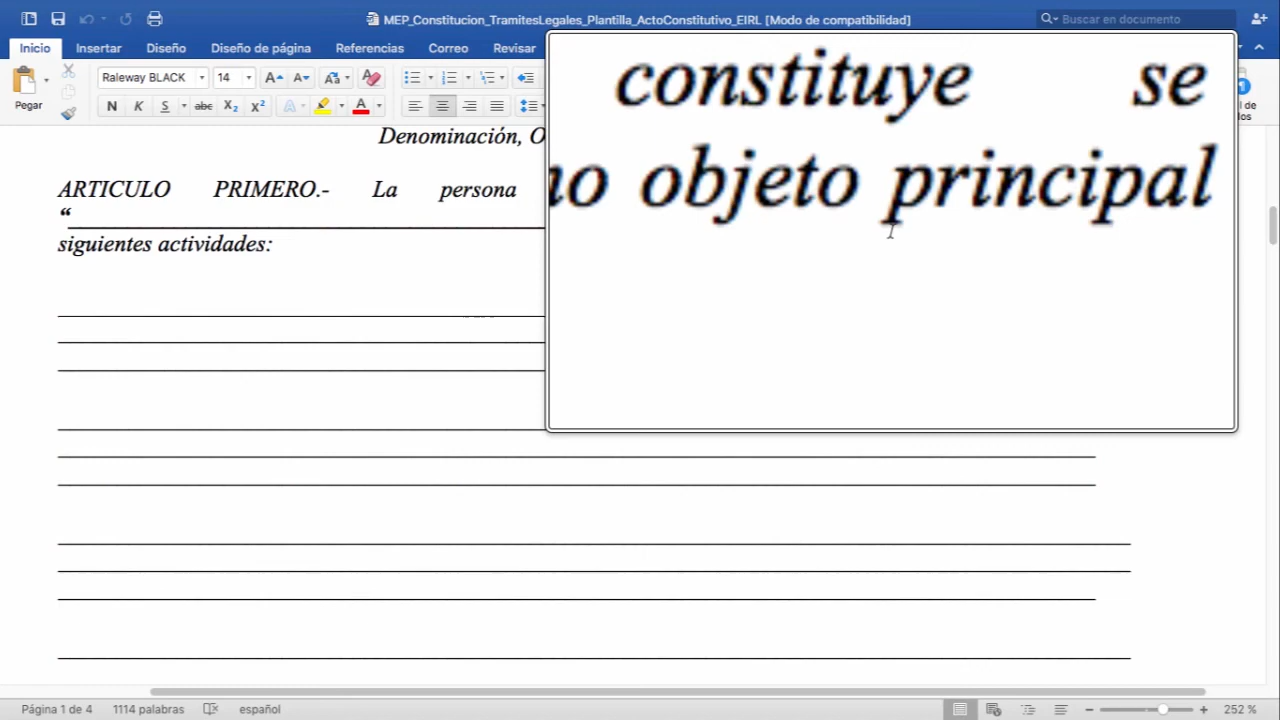 MEP_Constitucion_TramitesLegales_Plantilla_ActoConstitutivo_EIRL [Modo de compatibilidad]
Buscar en documento
Inicio Insertar Diseño Diseño de página Referencias Correo Revisar
Pegar
Raleway BLACK 14
N K S abc X₂ X²
A A
Denominación, O
ARTICULO PRIMERO.- La persona
“
siguientes actividades:
constituye se
objeto principal
Página 1 de 4 1114 palabras español 252 %